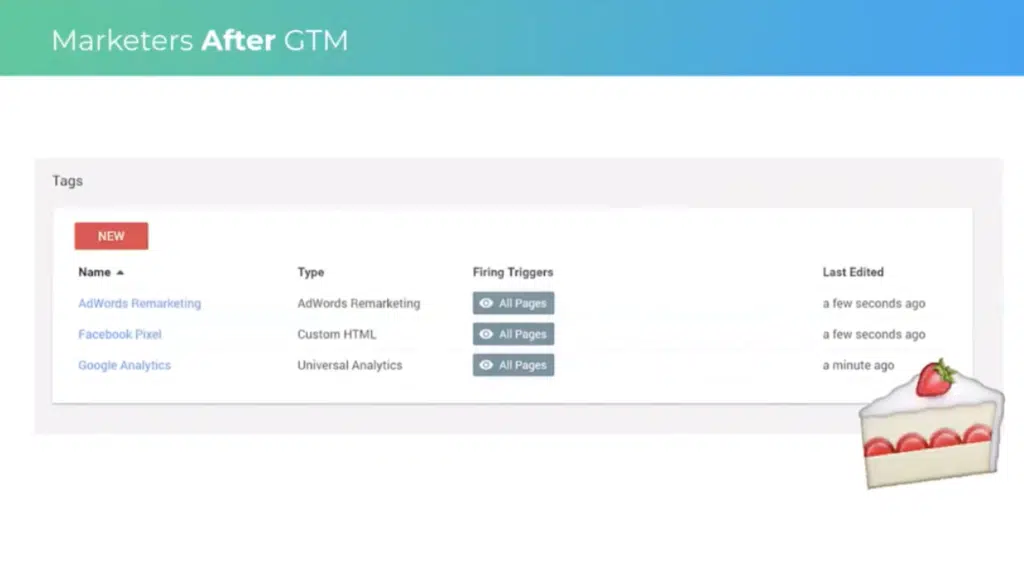 Marketers After GTM
Tags
NEW
Name Type Firing Triggers Last Edited
AdWords Remarketing AdWords Remarketing All Pages a few seconds ago
Facebook Pixel Custom HTML All Pages a few seconds ago
Google Analytics Universal Analytics All Pages a minute ago